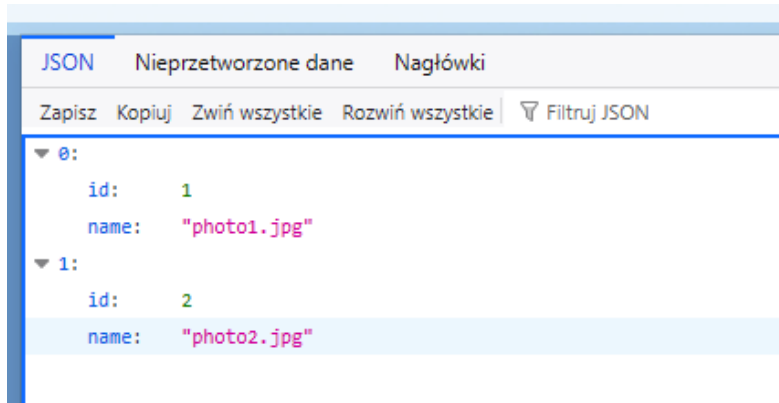 JSON Nieprzetworzone dane Nagłówki
Zapisz Kopiuj Zwiń wszystkie Rozwiń wszystkie Filtruj JSON
0:
id: 1
name: "photo1.jpg"
1:
id: 2
name: "photo2.jpg"